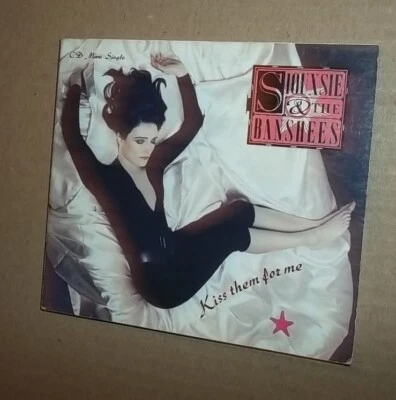 CD Maxi-Single
SIOUXSIE
& THE
BANSHEES
Kiss them for me